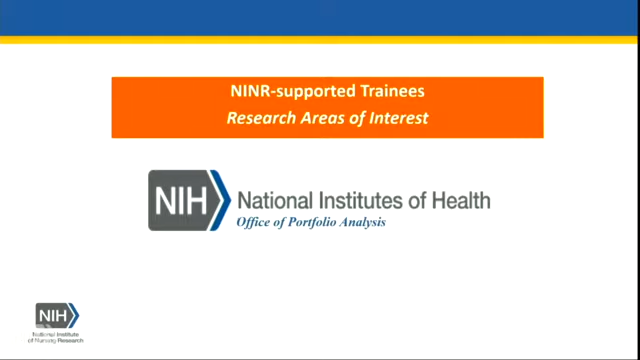 NINR-supported Trainees
Research Areas of Interest
NIH
National Institutes of Health
Office of Portfolio Analysis
NIH
National Institute
of Nursing Research